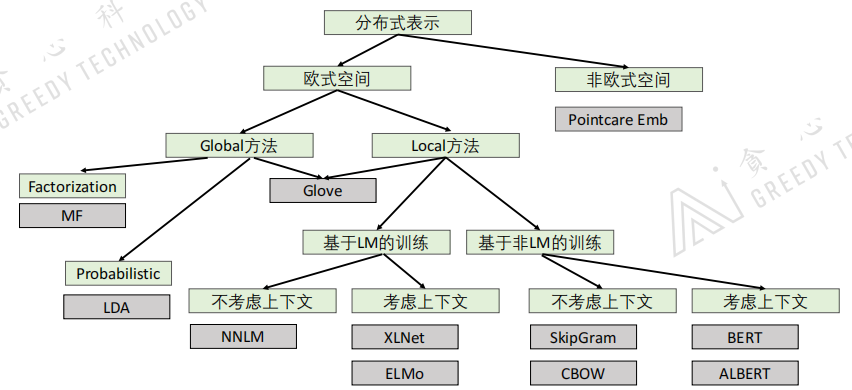 分布式表示
欧式空间
非欧式空间
Pointcare Emb
Global方法
Local方法
Factorization
Glove
MF
基于LM的训练
基于非LM的训练
Probabilistic
LDA
不考虑上下文
考虑上下文
不考虑上下文
考虑上下文
NNLM
XLNet
SkipGram
BERT
ELMo
CBOW
ALBERT
贪心科
GREEDY TECHNOLOGY
Ai
贪心
GREEDY TE